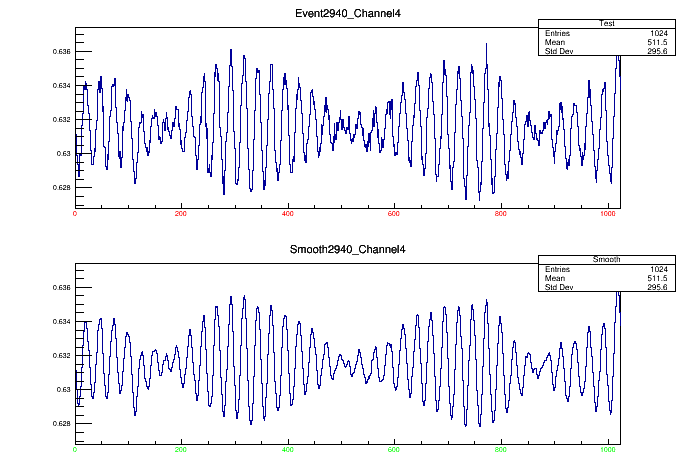 Event2940_Channel4
Test
Entries 1024
Mean 511.5
Std Dev 295.6
0.636
0.634
0.632
0.63
0.628
0 200 400 600 800 1000
Smooth2940_Channel4
Smooth
Entries 1024
Mean 511.5
Std Dev 295.6
0.636
0.634
0.632
0.63
0.628
0 200 400 600 800 1000